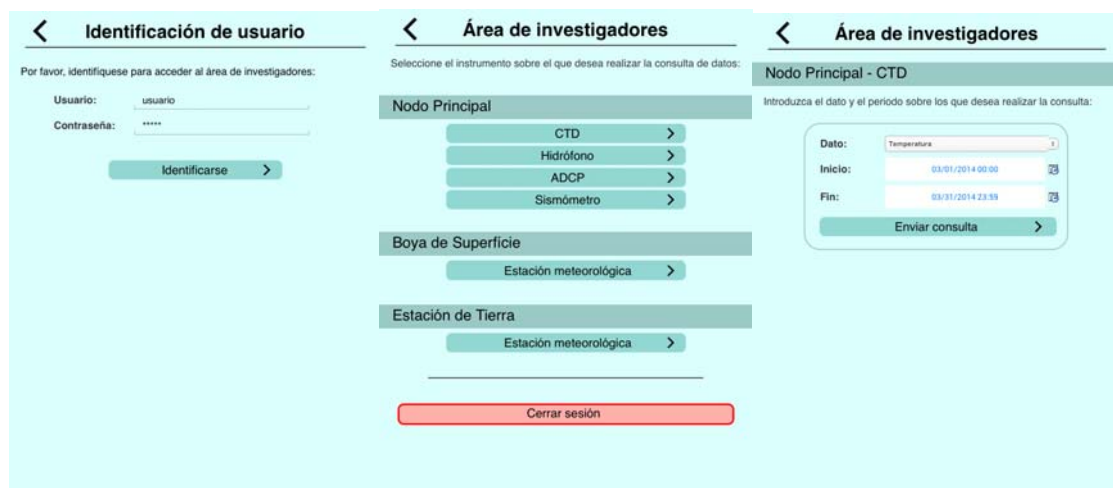 Identificación de usuario
Por favor, identifíquese para acceder al área de investigadores:
Usuario: usuario
Contraseña: *****
Identificarse
Área de investigadores
Seleccione el instrumento sobre el que desea realizar la consulta de datos:
Nodo Principal
CTD
Hidrófono
ADCP
Sismómetro
Boya de Superficie
Estación meteorológica
Estación de Tierra
Estación meteorológica
Cerrar sesión
Área de investigadores
Nodo Principal - CTD
Introduzca el dato y el periodo sobre los que desea realizar la consulta:
Dato: Temperatura
Inicio: 03/01/2014 00:00
Fin: 03/31/2014 23:59
Enviar consulta